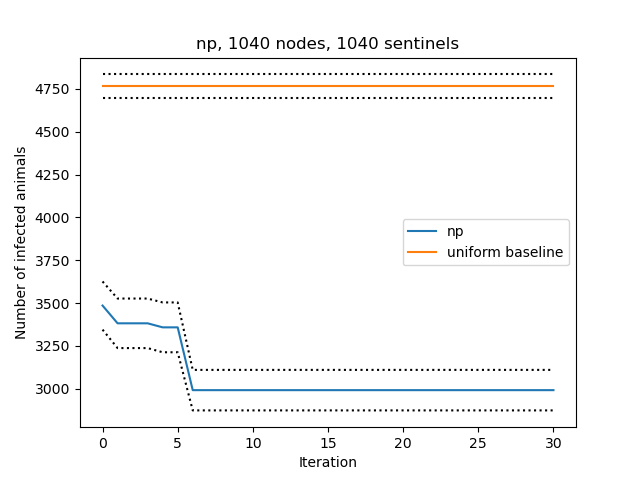 np, 1040 nodes, 1040 sentinels
Number of infected animals
4750
4500
4250
4000
3750
3500
3250
3000
np
uniform baseline
0 5 10 15 20 25 30
Iteration